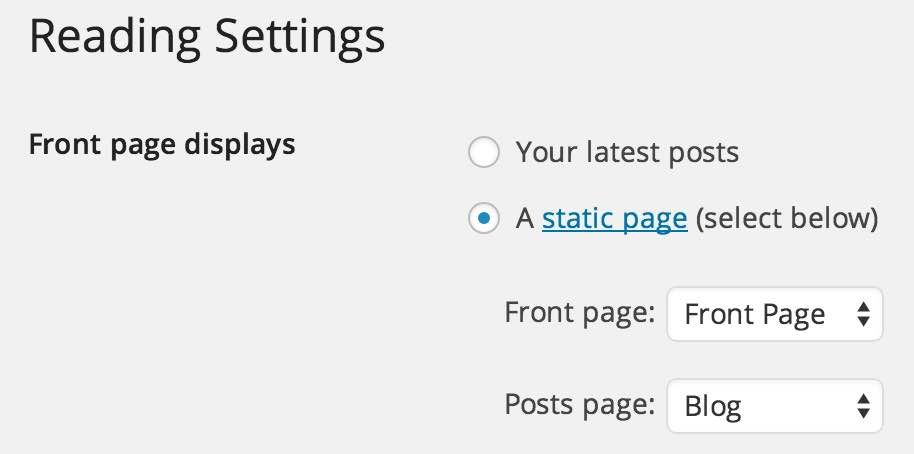 Reading Settings
Front page displays
Your latest posts
A static page (select below)
Front page: Front Page
Posts page: Blog